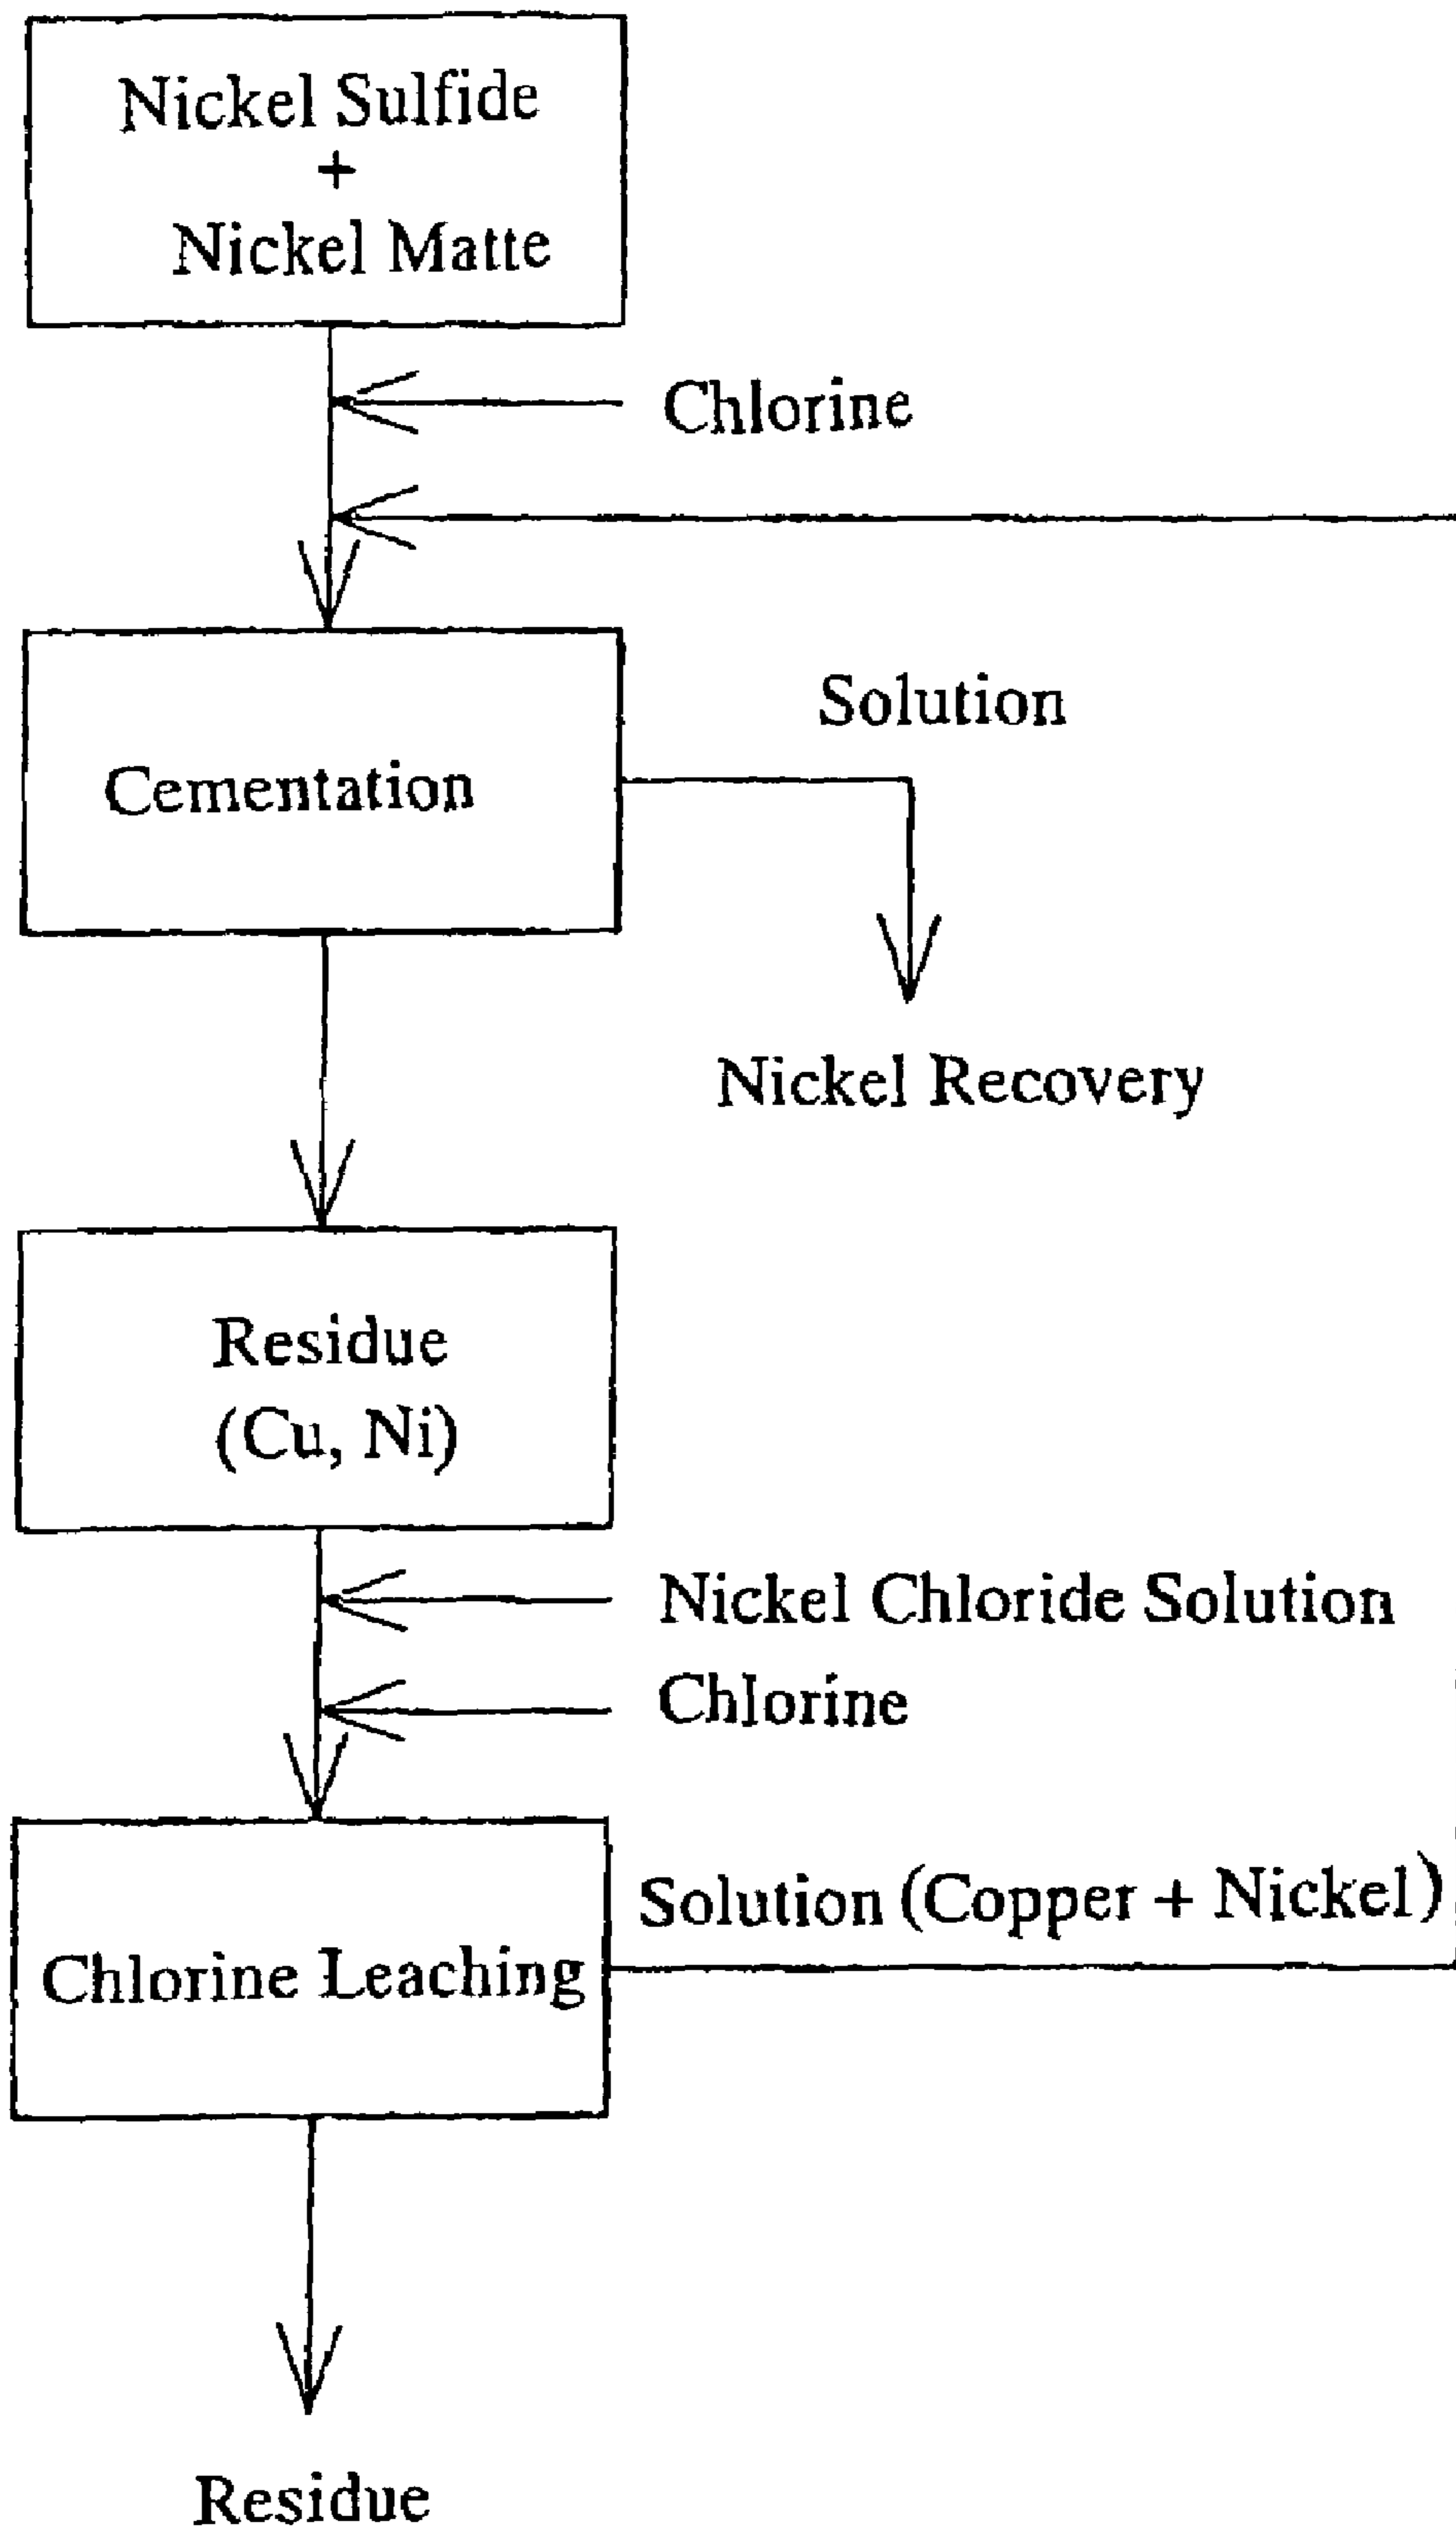 Nickel Sulfide
+
Nickel Matte
Chlorine
Cementation
Solution
Nickel Recovery
Residue
(Cu, Ni)
Nickel Chloride Solution
Chlorine
Chlorine Leaching
Solution (Copper + Nickel)
Residue